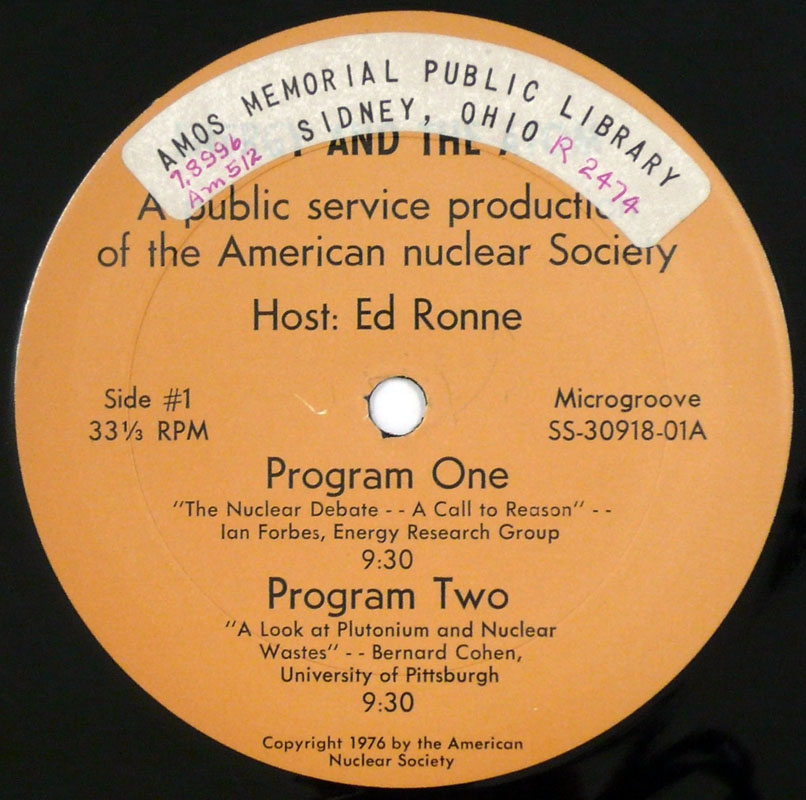 AMOS MEMORIAL PUBLIC LIBRARY
SIDNEY, OHIO
7.8996
Am512
R 2474
AND THE
A public service
of the American nuclear Society
Host: Ed Ronne
Side #1
33⅓ RPM
Microgroove
SS-30918-01A
Program One
"The Nuclear Debate - - A Call to Reason" - -
Ian Forbes, Energy Research Group
9:30
Program Two
"A Look at Plutonium and Nuclear
Wastes" - - Bernard Cohen,
University of Pittsburgh
9:30
Copyright 1976 by the American
Nuclear Society